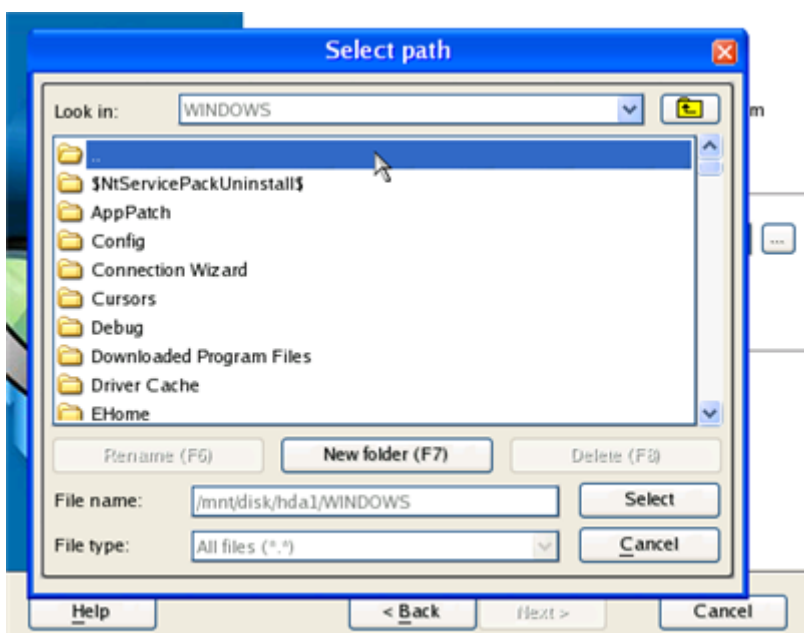 Select path
Look in: WINDOWS
m
..
$NtServicePackUninstall$
AppPatch
Config
Connection Wizard
Cursors
Debug
Downloaded Program Files
Driver Cache
EHome
Rename (F6) New folder (F7) Delete (F8)
File name: /mnt/disk/hda1/WINDOWS Select
File type: All files (*.*) Cancel
...
Help < Back Next > Cancel